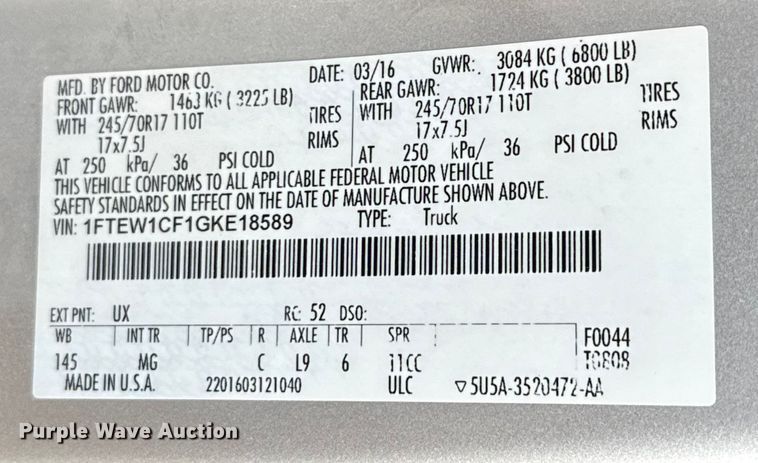 MFD. BY FORD MOTOR CO. DATE: 03/16 GVWR: 3084 KG ( 6800 LB)
FRONT GAWR: 1463 KG ( 3225 LB) REAR GAWR: 1724 KG ( 3800 LB)
WITH 245/70R17 110T TIRES WITH 245/70R17 110T TIRES
17x7.5J RIMS 17x7.5J RIMS
AT 250 kPa/ 36 PSI COLD AT 250 kPa/ 36 PSI COLD
THIS VEHICLE CONFORMS TO ALL APPLICABLE FEDERAL MOTOR VEHICLE
SAFETY STANDARDS IN EFFECT ON THE DATE OF MANUFACTURE SHOWN ABOVE.
VIN: 1FTEW1CF1GKE18589 TYPE: Truck
EXT PNT: UX RC: 52 DSO:
WB INT TR TP/PS R AXLE TR SPR F0044
145 MG C L9 6 11CC T0808
MADE IN U.S.A. 2201603121040 ULC ▽5U5A-3520472-AA
Purple Wave Auction